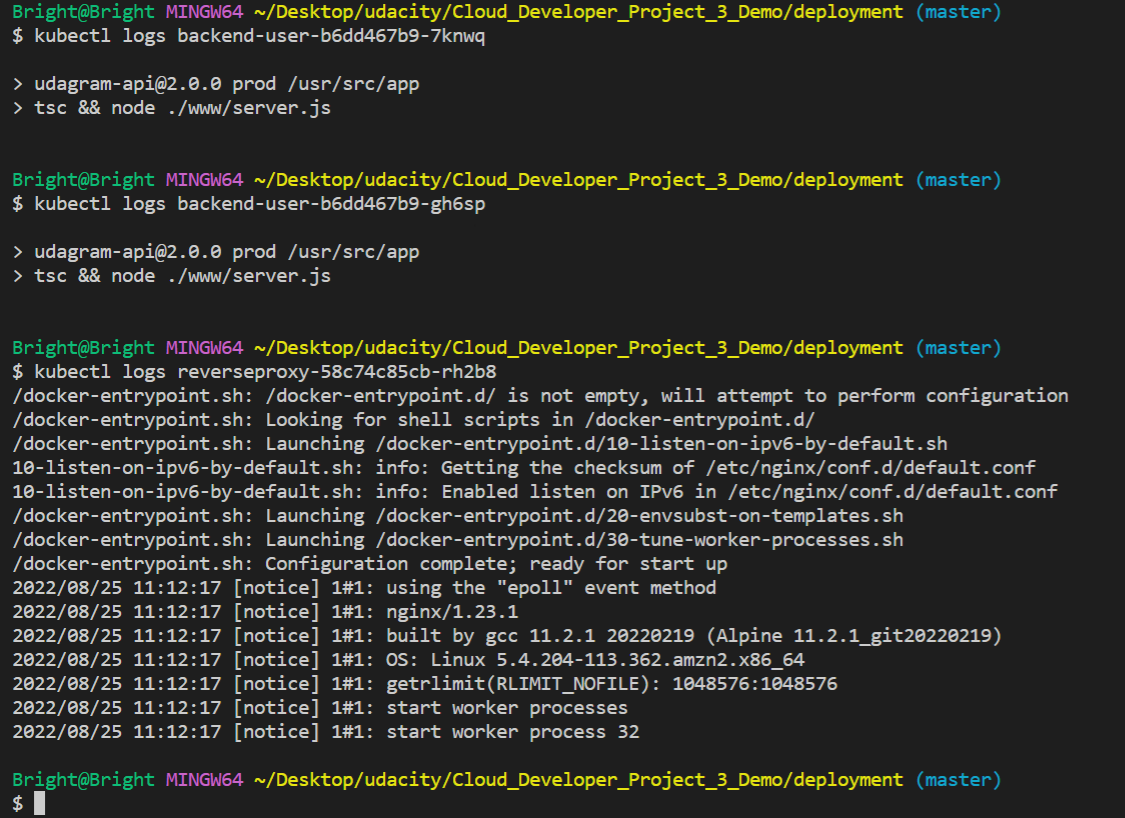 Bright@Bright MINGW64 ~/Desktop/udacity/Cloud_Developer_Project_3_Demo/deployment (master)
$ kubectl logs backend-user-b6dd467b9-7knwq
> udagram-api@2.0.0 prod /usr/src/app
> tsc && node ./www/server.js
Bright@Bright MINGW64 ~/Desktop/udacity/Cloud_Developer_Project_3_Demo/deployment (master)
$ kubectl logs backend-user-b6dd467b9-gh6sp
> udagram-api@2.0.0 prod /usr/src/app
> tsc && node ./www/server.js
Bright@Bright MINGW64 ~/Desktop/udacity/Cloud_Developer_Project_3_Demo/deployment (master)
$ kubectl logs reverseproxy-58c74c85cb-rh2b8
/docker-entrypoint.sh: /docker-entrypoint.d/ is not empty, will attempt to perform configuration
/docker-entrypoint.sh: Looking for shell scripts in /docker-entrypoint.d/
/docker-entrypoint.sh: Launching /docker-entrypoint.d/10-listen-on-ipv6-by-default.sh
10-listen-on-ipv6-by-default.sh: info: Getting the checksum of /etc/nginx/conf.d/default.conf
10-listen-on-ipv6-by-default.sh: info: Enabled listen on IPv6 in /etc/nginx/conf.d/default.conf
/docker-entrypoint.sh: Launching /docker-entrypoint.d/20-envsubst-on-templates.sh
/docker-entrypoint.sh: Launching /docker-entrypoint.d/30-tune-worker-processes.sh
/docker-entrypoint.sh: Configuration complete; ready for start up
2022/08/25 11:12:17 [notice] 1#1: using the "epoll" event method
2022/08/25 11:12:17 [notice] 1#1: nginx/1.23.1
2022/08/25 11:12:17 [notice] 1#1: built by gcc 11.2.1 20220219 (Alpine 11.2.1_git20220219)
2022/08/25 11:12:17 [notice] 1#1: OS: Linux 5.4.204-113.362.amzn2.x86_64
2022/08/25 11:12:17 [notice] 1#1: getrlimit(RLIMIT_NOFILE): 1048576:1048576
2022/08/25 11:12:17 [notice] 1#1: start worker processes
2022/08/25 11:12:17 [notice] 1#1: start worker process 32
Bright@Bright MINGW64 ~/Desktop/udacity/Cloud_Developer_Project_3_Demo/deployment (master)
$